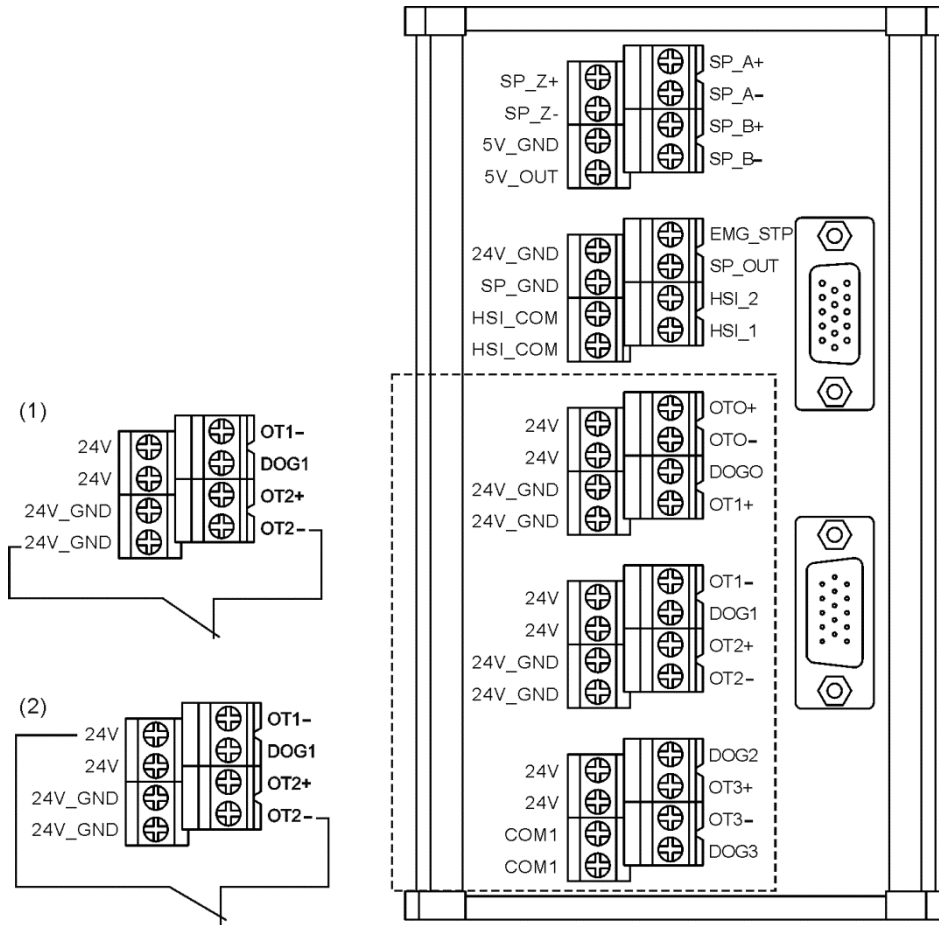 SP_Z+
SP_Z-
5V_GND
5V_OUT
SP_A+
SP_A-
SP_B+
SP_B-
24V_GND
SP_GND
HSI_COM
HSI_COM
EMG_STP
SP_OUT
HSI_2
HSI_1
24V
24V
24V_GND
24V_GND
OTO+
OTO-
DOGO
OT1+
24V
24V
24V_GND
24V_GND
OT1-
DOG1
OT2+
OT2-
24V
24V
COM1
COM1
DOG2
OT3+
OT3-
DOG3
(1)
24V
24V
24V_GND
24V_GND
OT1-
DOG1
OT2+
OT2-
(2)
24V
24V
24V_GND
24V_GND
OT1-
DOG1
OT2+
OT2-